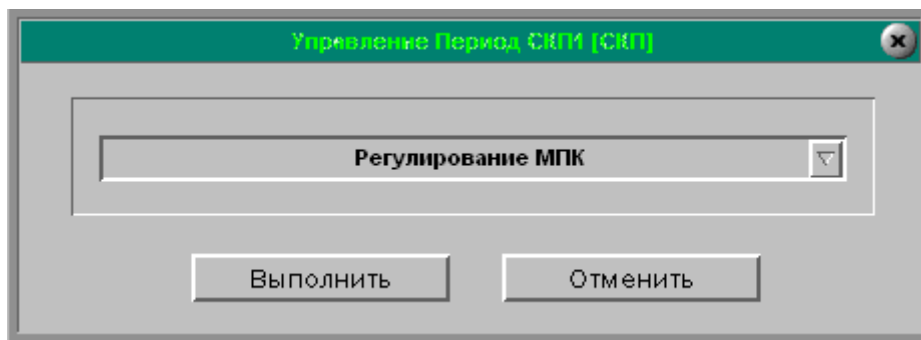 Управление Период СКП1 [СКП]
Регулирование МПК
Выполнить
Отменить